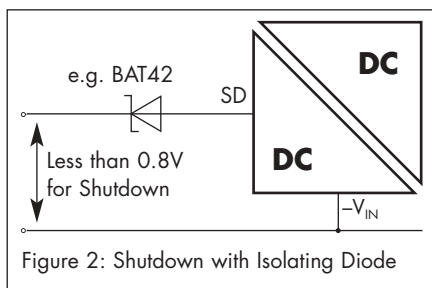 e.g. BAT42
SD
DC
DC
Less than 0.8V
for Shutdown
–VIN
Figure 2: Shutdown with Isolating Diode